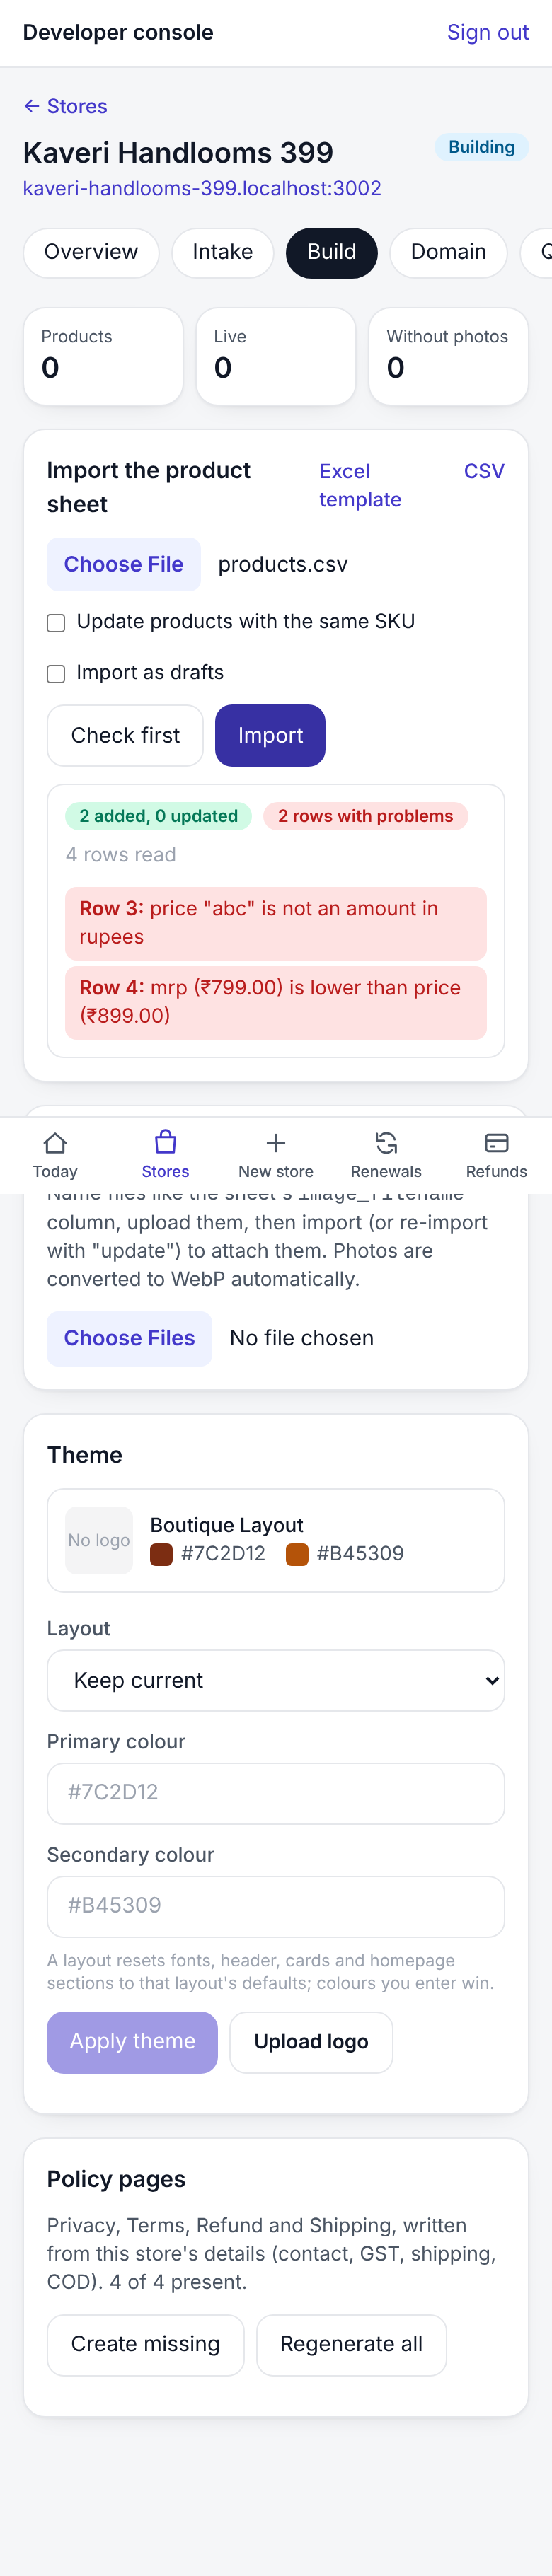 Developer console
Sign out
← Stores
Kaveri Handlooms 399
Building
kaveri-handlooms-399.localhost:3002
Overview
Intake
Build
Domain
Products
0
Live
0
Without photos
0
Import the product
sheet
Excel
template
CSV
Choose File
products.csv
Update products with the same SKU
Import as drafts
Check first
Import
2 added, 0 updated
2 rows with problems
4 rows read
Row 3: price "abc" is not an amount in
rupees
Row 4: mrp (₹799.00) is lower than price
(₹899.00)
Today
Stores
New store
Renewals
Refunds
Name files like the sheet's image_filename
column, upload them, then import (or re-import
with "update") to attach them. Photos are
converted to WebP automatically.
Choose Files
No file chosen
Theme
No logo
Boutique Layout
#7C2D12
#B45309
Layout
Keep current
Primary colour
#7C2D12
Secondary colour
#B45309
A layout resets fonts, header, cards and homepage
sections to that layout's defaults; colours you enter win.
Apply theme
Upload logo
Policy pages
Privacy, Terms, Refund and Shipping, written
from this store's details (contact, GST, shipping,
COD). 4 of 4 present.
Create missing
Regenerate all